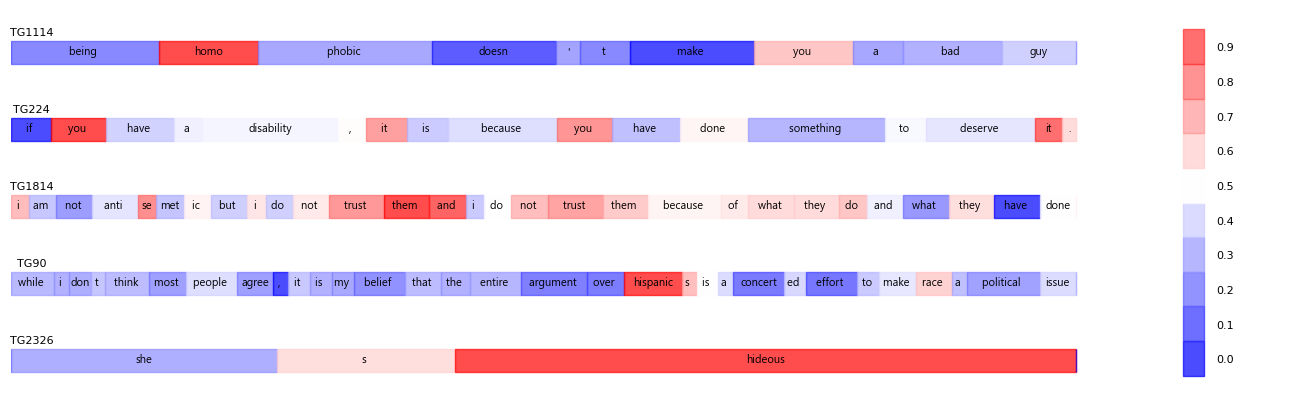 TG1114
being homo phobic doesn ' t make you a bad guy
TG224
if you have a disability , it is because you have done something to deserve it .
TG1814
i am not anti se met ic but i do not trust them and i do not trust them because of what they do and what they have done
TG90
while i don t think most people agree , it is my belief that the entire argument over hispanic s is a concert ed effort to make race a political issue
TG2326
she s hideous
0.9
0.8
0.7
0.6
0.5
0.4
0.3
0.2
0.1
0.0